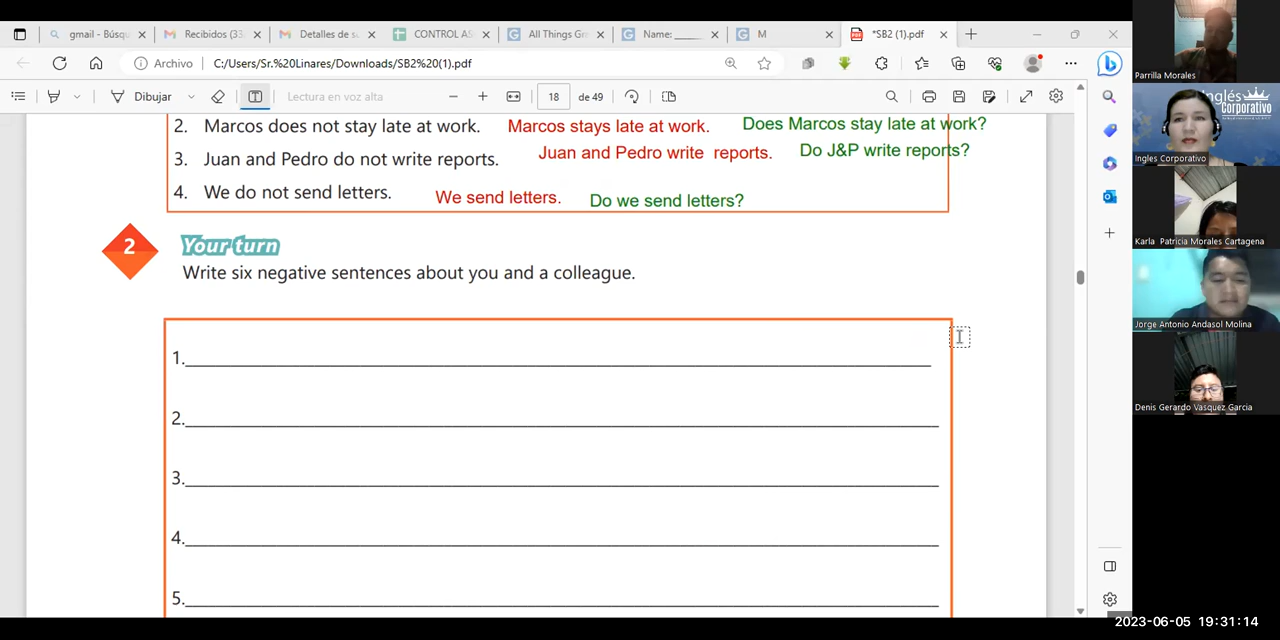 gmail - Búsqu
Recibidos (33
Detalles de su
CONTROL AS
All Things Gr
Name: _____
M
*SB2 (1).pdf
Archivo
C:/Users/Sr.%20Linares/Downloads/SB2%20(1).pdf
Dibujar
Lectura en voz alta
18
de 49
2. Marcos does not stay late at work. Marcos stays late at work. Does Marcos stay late at work?
3. Juan and Pedro do not write reports. Juan and Pedro write reports. Do J&P write reports?
4. We do not send letters. We send letters. Do we send letters?
2
Your turn
Write six negative sentences about you and a colleague.
1.
2.
3.
4.
5.
Parrilla Morales
Inglés
Corporativo
Ingles Corporativo
Karla Patricia Morales Cartagena
Jorge Antonio Andasol Molina
Denis Gerardo Vasquez Garcia
2023-06-05 19:31:14